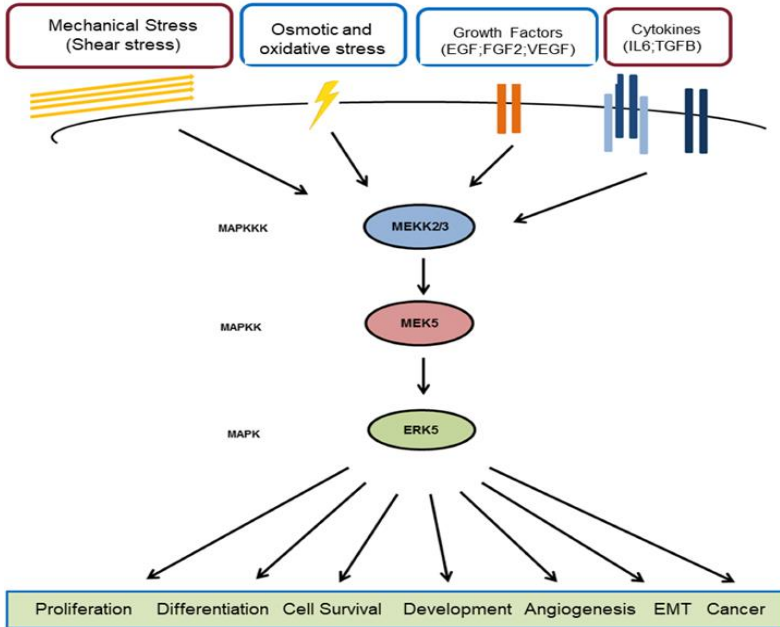 Mechanical Stress
(Shear stress)
Osmotic and
oxidative stress
Growth Factors
(EGF;FGF2;VEGF)
Cytokines
(IL6;TGFB)
MAPKKK
MEKK2/3
MAPKK
MEK5
MAPK
ERK5
Proliferation Differentiation Cell Survival Development Angiogenesis EMT Cancer